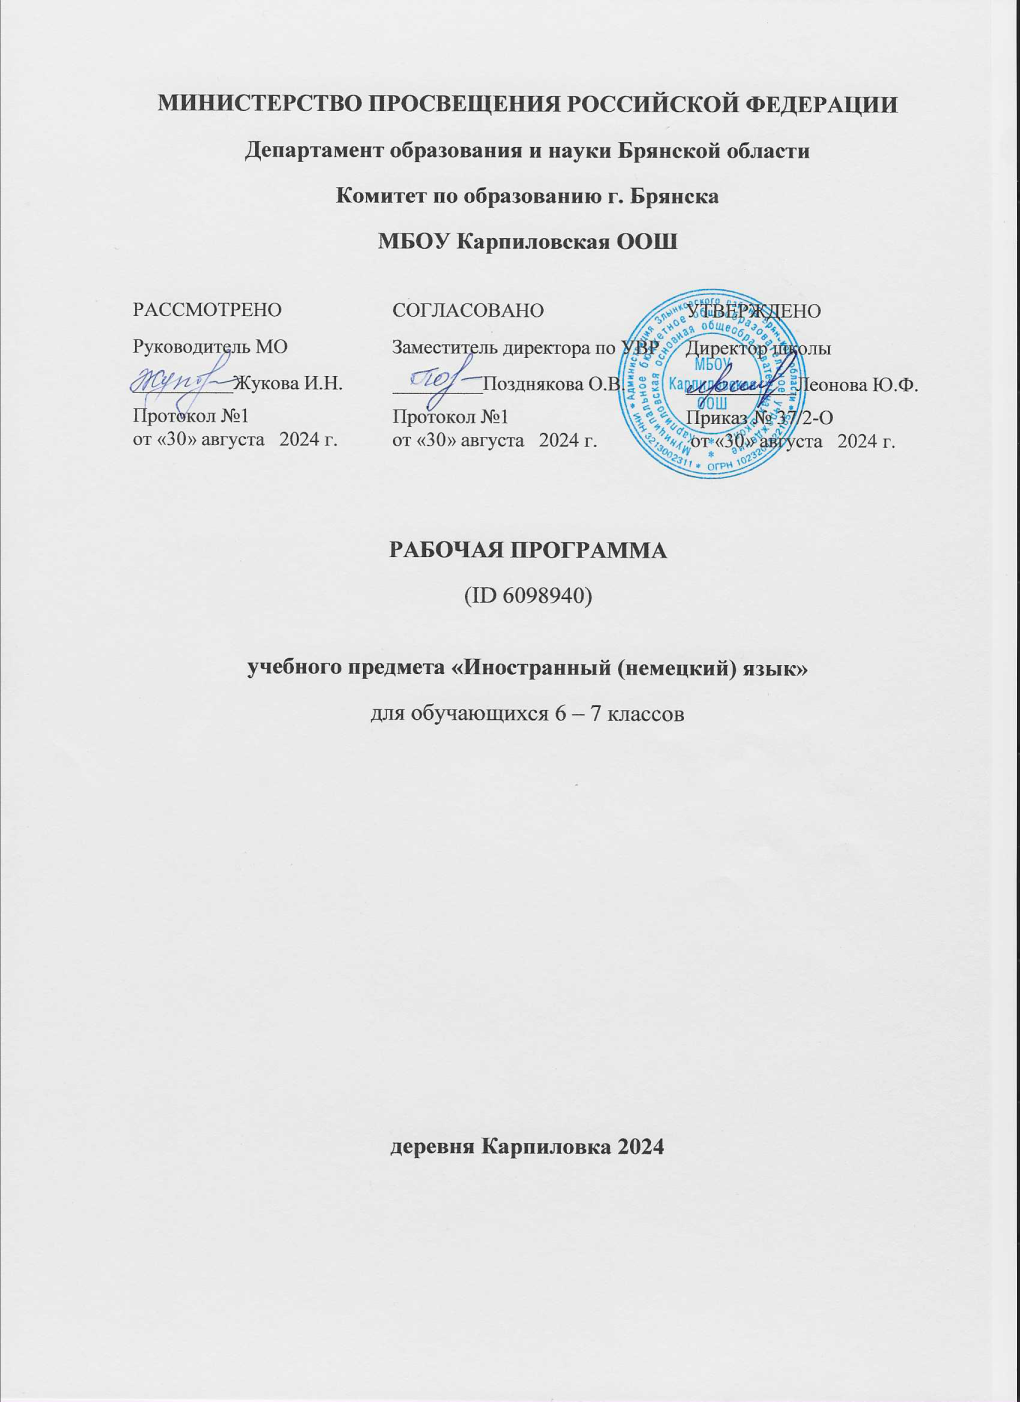 МИНИСТЕРСТВО ПРОСВЕЩЕНИЯ РОССИЙСКОЙ ФЕДЕРАЦИИ
Департамент образования и науки Брянской области
Комитет по образованию г. Брянска
МБОУ Карпиловская ООШ
РАССМОТРЕНО
Руководитель МО
Жукова И.Н.
Протокол №1
от «30» августа 2024 г.
СОГЛАСОВАНО
Заместитель директора по УВР
Позднякова О.В.
Протокол №1
от «30» августа 2024 г.
УТВЕРЖДЕНО
Директор школы
Леонова Ю.Ф.
Приказ № 37/2-О
от «30» августа 2024 г.
МБОУ
Карпиловская
ООШ
РАБОЧАЯ ПРОГРАММА
(ID 6098940)
учебного предмета «Иностранный (немецкий) язык»
для обучающихся 6 – 7 классов
деревня Карпиловка 2024